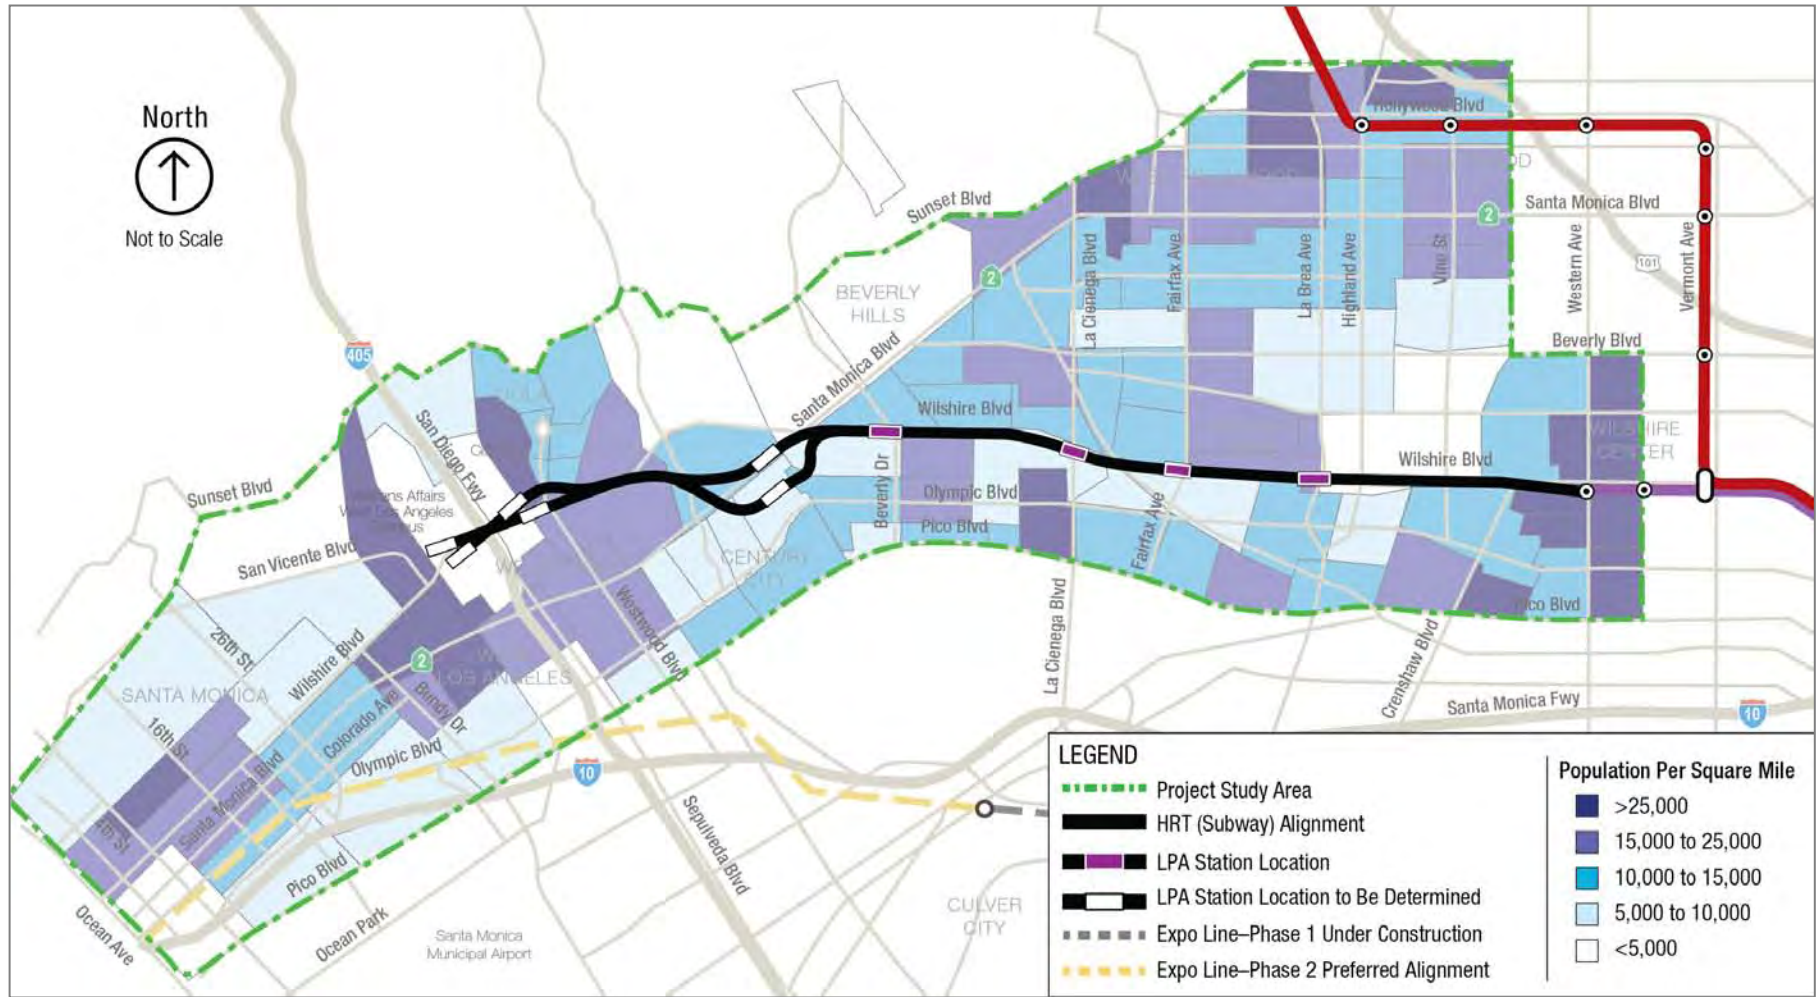 North
Not to Scale
Hollywood Blvd
Sunset Blvd
Santa Monica Blvd
2
2
BEVERLY
HILLS
La Cienega Blvd
Fairfax Ave
La Brea Ave
Highland Ave
Vine St
Western Ave
101
Vermont Ave
Beverly Blvd
405
Santa Monica Blvd
Wilshire Blvd
San Diego Fwy
WILSHIRE
CENTER
Wilshire Blvd
Beverly Dr
Olympic Blvd
Pico Blvd
Fairfax Ave
Sunset Blvd
San Vicente Blvd
CENTURY
CITY
La Cienega Blvd
Pico Blvd
Westwood Blvd
26th St
Wilshire Blvd
2
LOS ANGELES
SANTA MONICA
Bundy Dr
Colorado Ave
16th St
Olympic Blvd
Santa Monica Blvd
4th St
10
Crenshaw Blvd
Santa Monica Fwy
10
Pico Blvd
Sepulveda Blvd
Ocean Ave
Ocean Park
Santa Monica
Municipal Airport
CULVER
CITY
LEGEND
Project Study Area
HRT (Subway) Alignment
LPA Station Location
LPA Station Location to Be Determined
Expo Line–Phase 1 Under Construction
Expo Line–Phase 2 Preferred Alignment
Population Per Square Mile
>25,000
15,000 to 25,000
10,000 to 15,000
5,000 to 10,000
<5,000